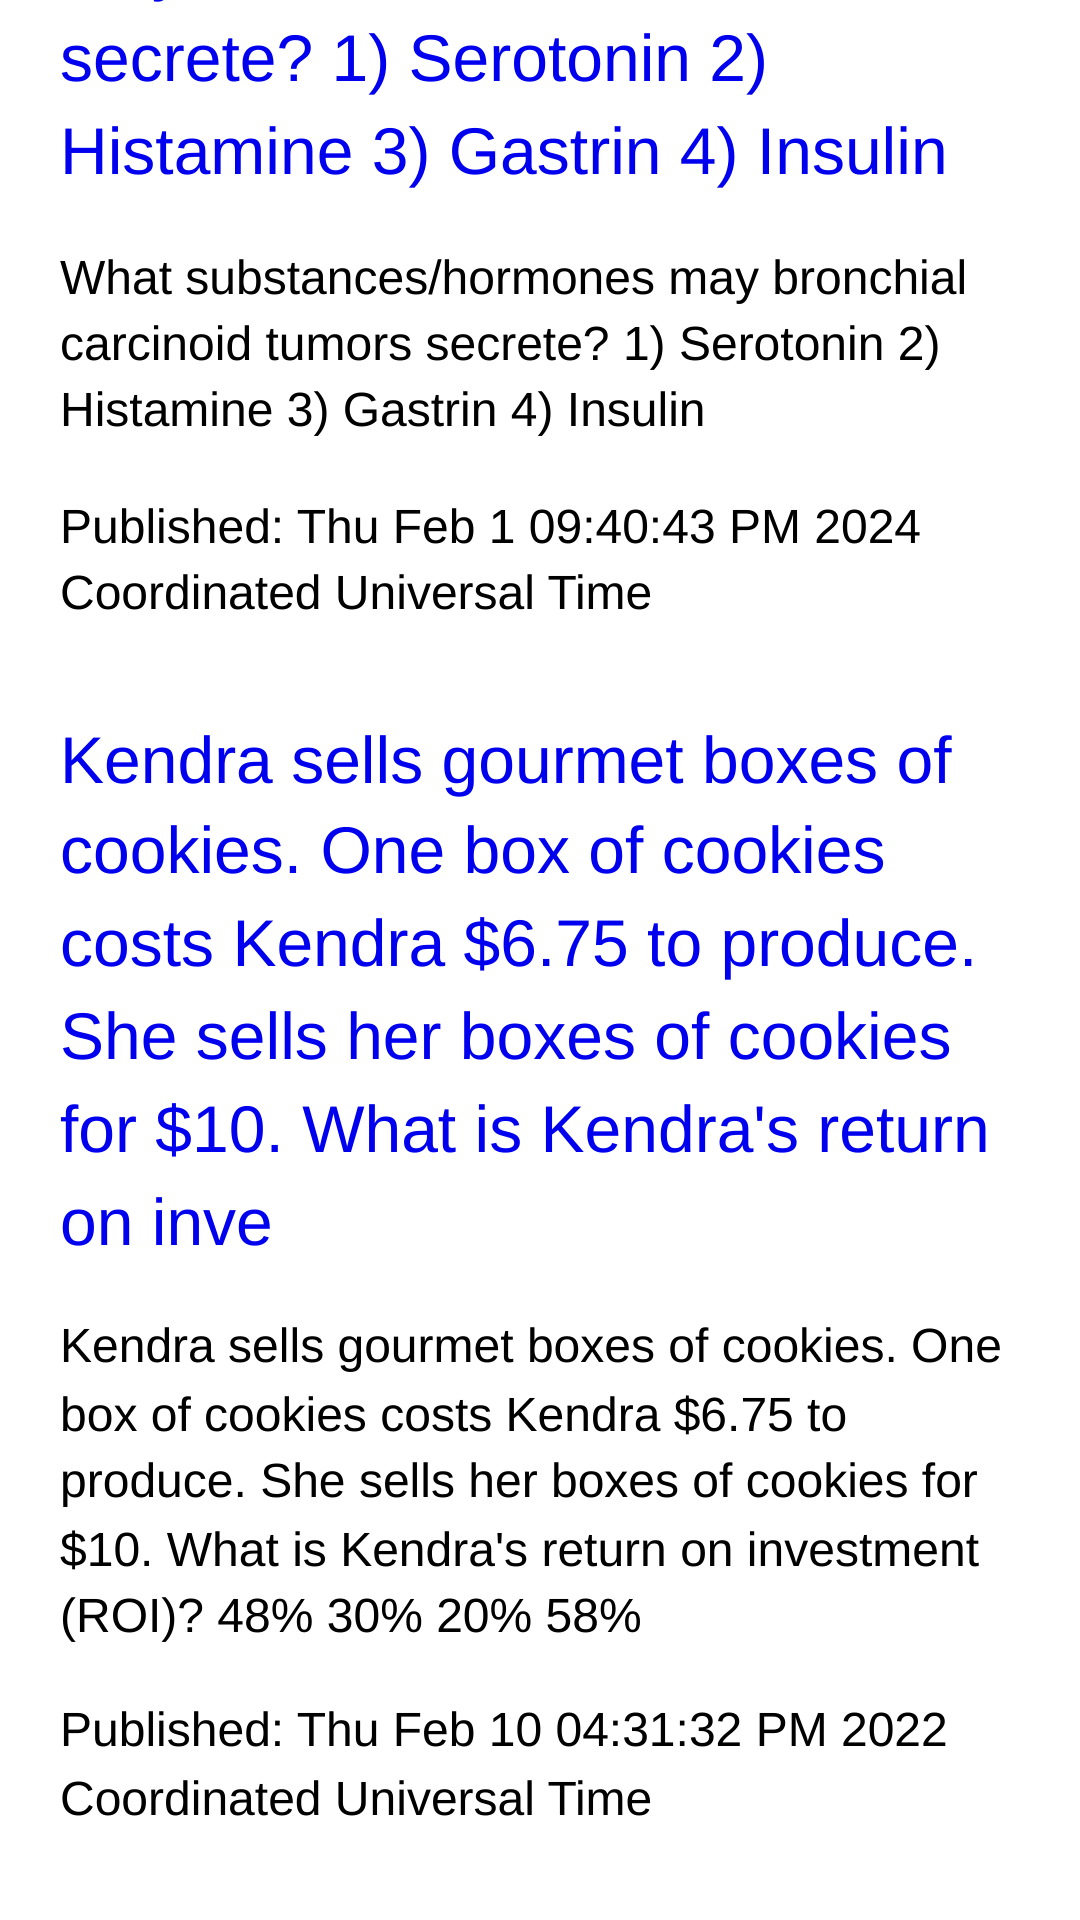 secrete? 1) Serotonin 2)
Histamine 3) Gastrin 4) Insulin
What substances/hormones may bronchial
carcinoid tumors secrete? 1) Serotonin 2)
Histamine 3) Gastrin 4) Insulin
Published: Thu Feb 1 09:40:43 PM 2024
Coordinated Universal Time
Kendra sells gourmet boxes of
cookies. One box of cookies
costs Kendra $6.75 to produce.
She sells her boxes of cookies
for $10. What is Kendra's return
on inve
Kendra sells gourmet boxes of cookies. One
box of cookies costs Kendra $6.75 to
produce. She sells her boxes of cookies for
$10. What is Kendra's return on investment
(ROI)? 48% 30% 20% 58%
Published: Thu Feb 10 04:31:32 PM 2022
Coordinated Universal Time